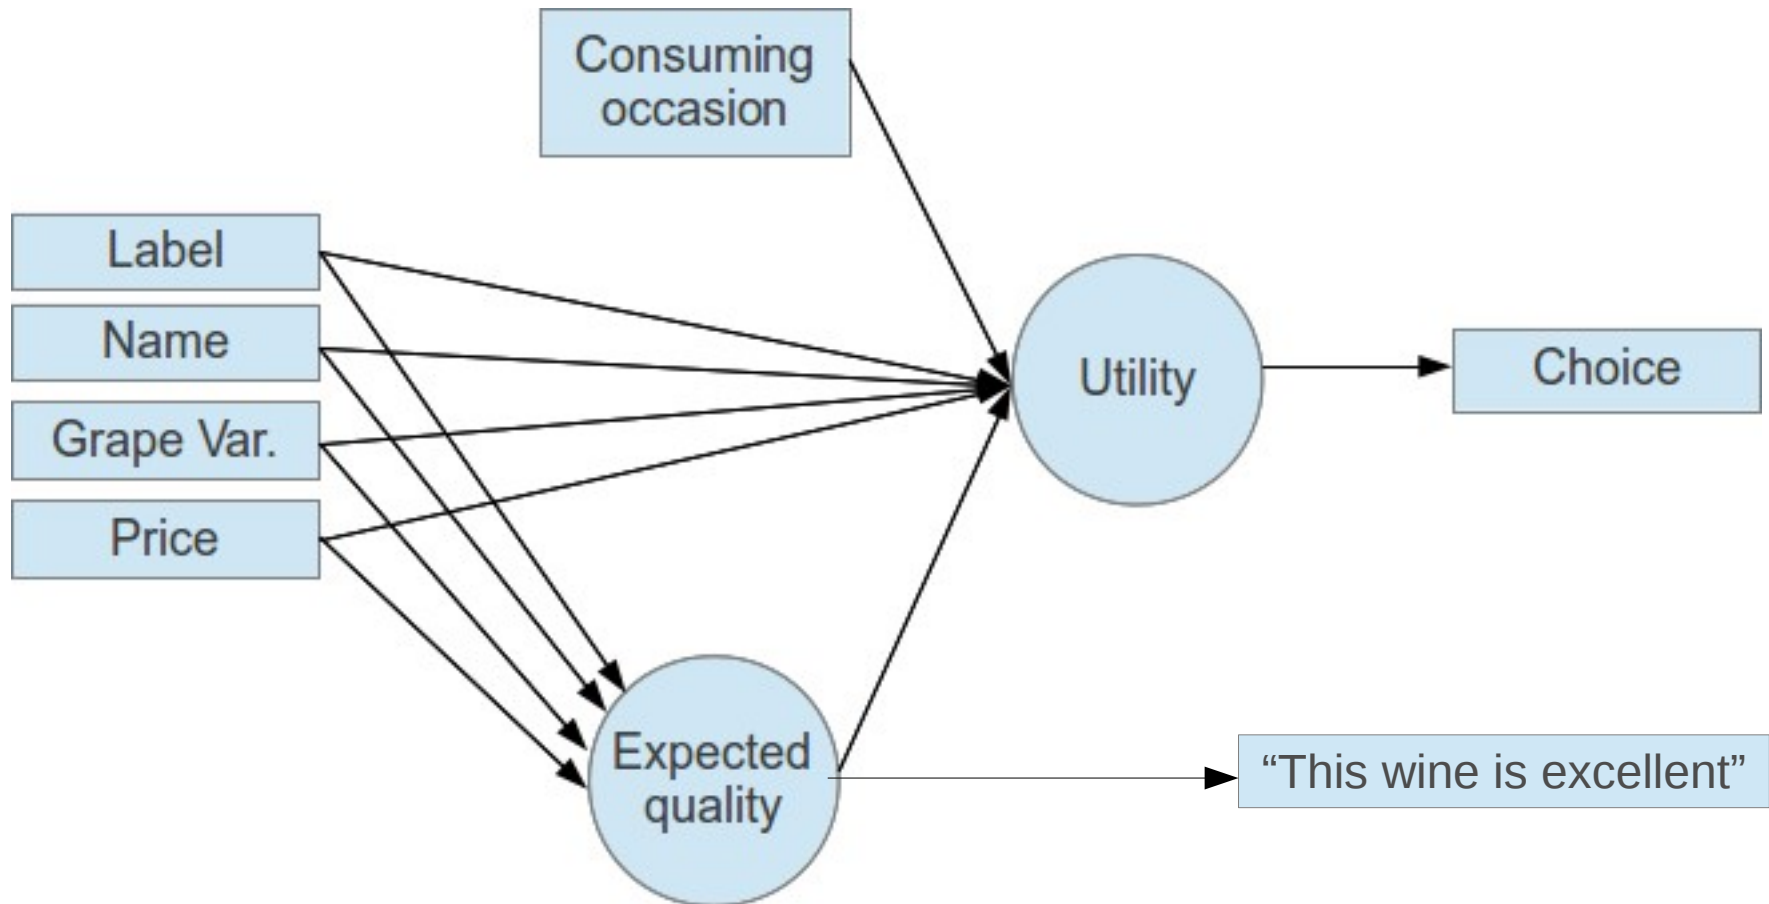 Consuming
occasion
Label
Name
Grape Var.
Price
Utility
Choice
Expected
quality
“This wine is excellent”